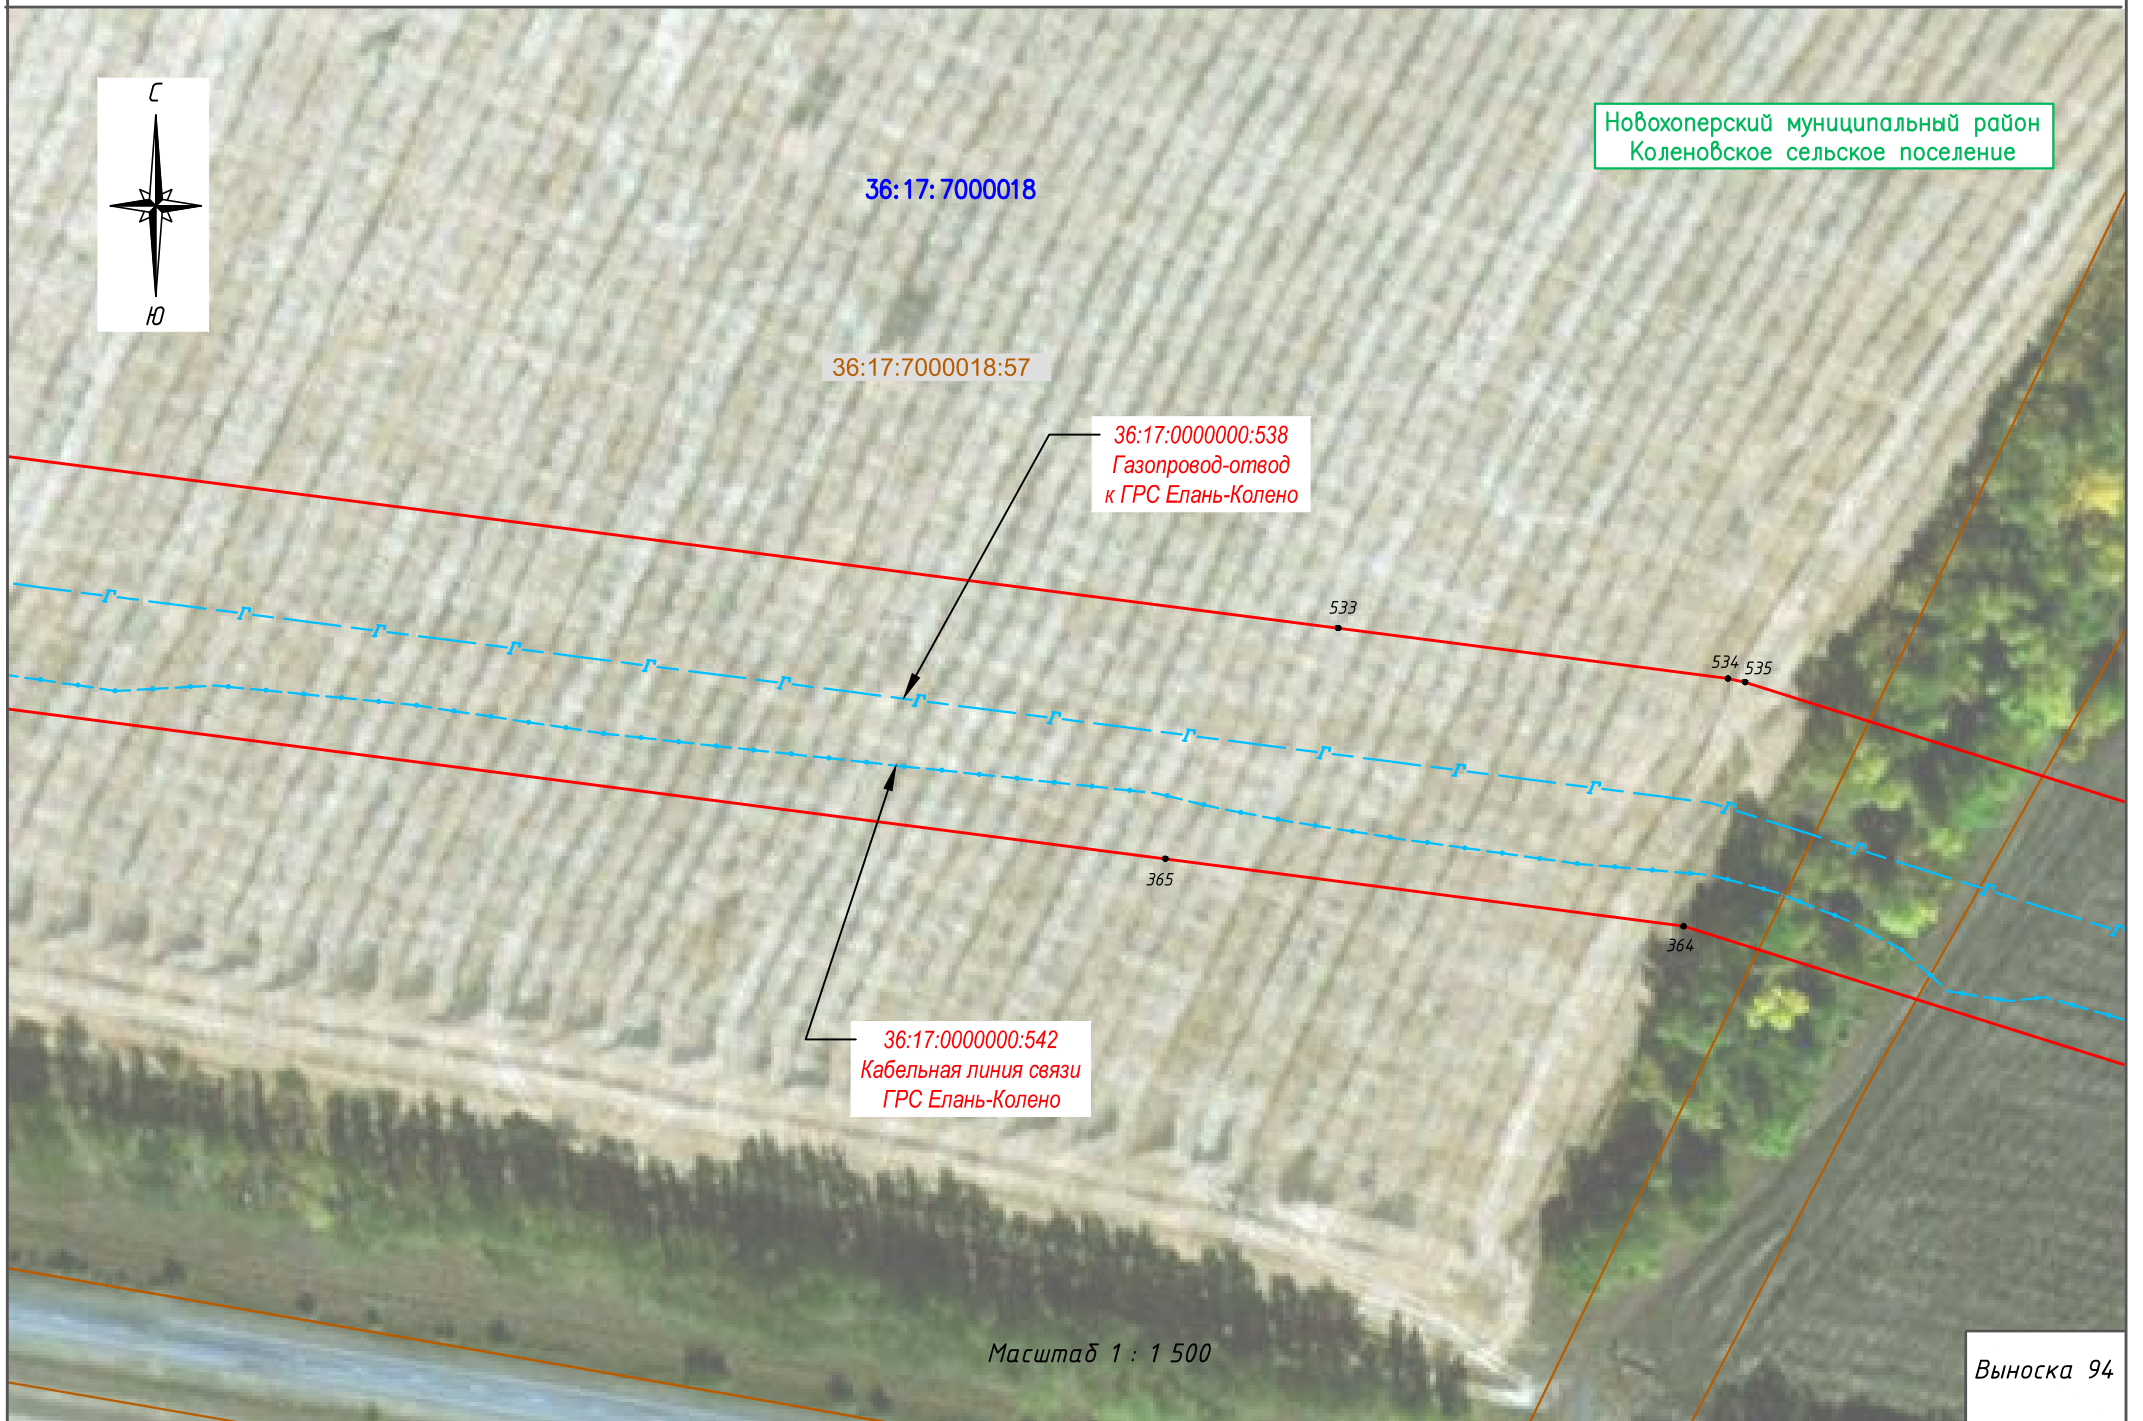 С
Ю
Новохоперский муниципальный район
Коленовское сельское поселение
36:17:7000018
36:17:7000018:57
36:17:0000000:538
Газопровод-отвод
к ГРС Елань-Колено
533
534
535
Г Г Г Г Г Г Г Г Г Г Г Г Г Г Г Г
365
364
36:17:0000000:542
Кабельная линия связи
ГРС Елань-Колено
Масштаб 1 : 1 500
Выноска 94